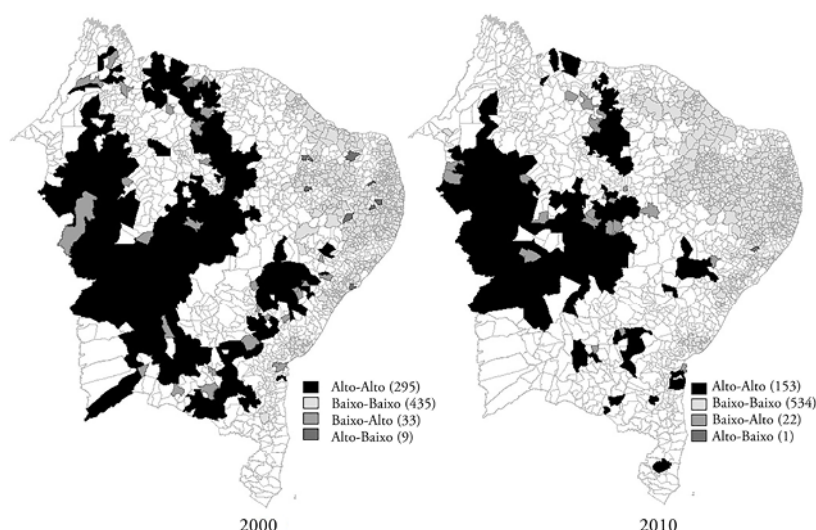 Alto-Alto (295)
Baixo-Baixo (435)
Baixo-Alto (33)
Alto-Baixo (9)
2000
Alto-Alto (153)
Baixo-Baixo (534)
Baixo-Alto (22)
Alto-Baixo (1)
2010